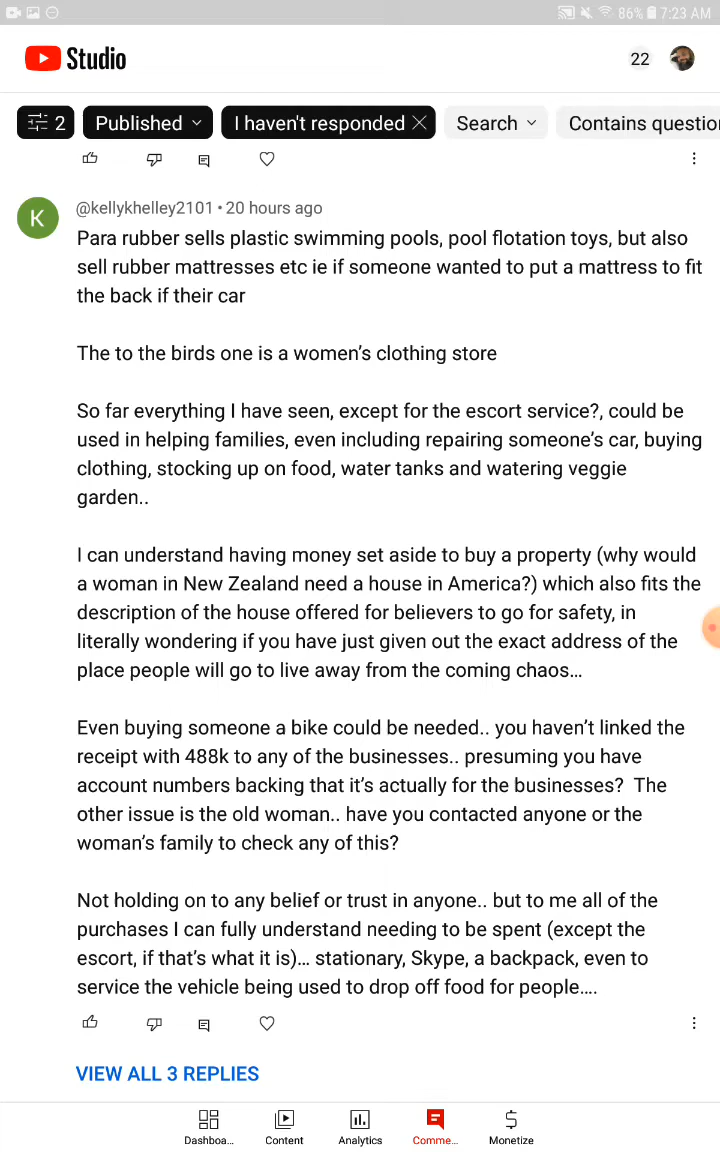 86% 7:23 AM
Studio
22
2
Published
I haven't responded
Search
Contains question
@kellykhelley2101 • 20 hours ago
K
Para rubber sells plastic swimming pools, pool flotation toys, but also
sell rubber mattresses etc ie if someone wanted to put a mattress to fit
the back if their car
The to the birds one is a women's clothing store
So far everything I have seen, except for the escort service?, could be
used in helping families, even including repairing someone's car, buying
clothing, stocking up on food, water tanks and watering veggie
garden..
I can understand having money set aside to buy a property (why would
a woman in New Zealand need a house in America?) which also fits the
description of the house offered for believers to go for safety, in
literally wondering if you have just given out the exact address of the
place people will go to live away from the coming chaos...
Even buying someone a bike could be needed.. you haven't linked the
receipt with 488k to any of the businesses.. presuming you have
account numbers backing that it's actually for the businesses?  The
other issue is the old woman.. have you contacted anyone or the
woman's family to check any of this?
Not holding on to any belief or trust in anyone.. but to me all of the
purchases I can fully understand needing to be spent (except the
escort, if that's what it is)... stationary, Skype, a backpack, even to
service the vehicle being used to drop off food for people....
VIEW ALL 3 REPLIES
Dashboa...
Content
Analytics
Comme...
Monetize